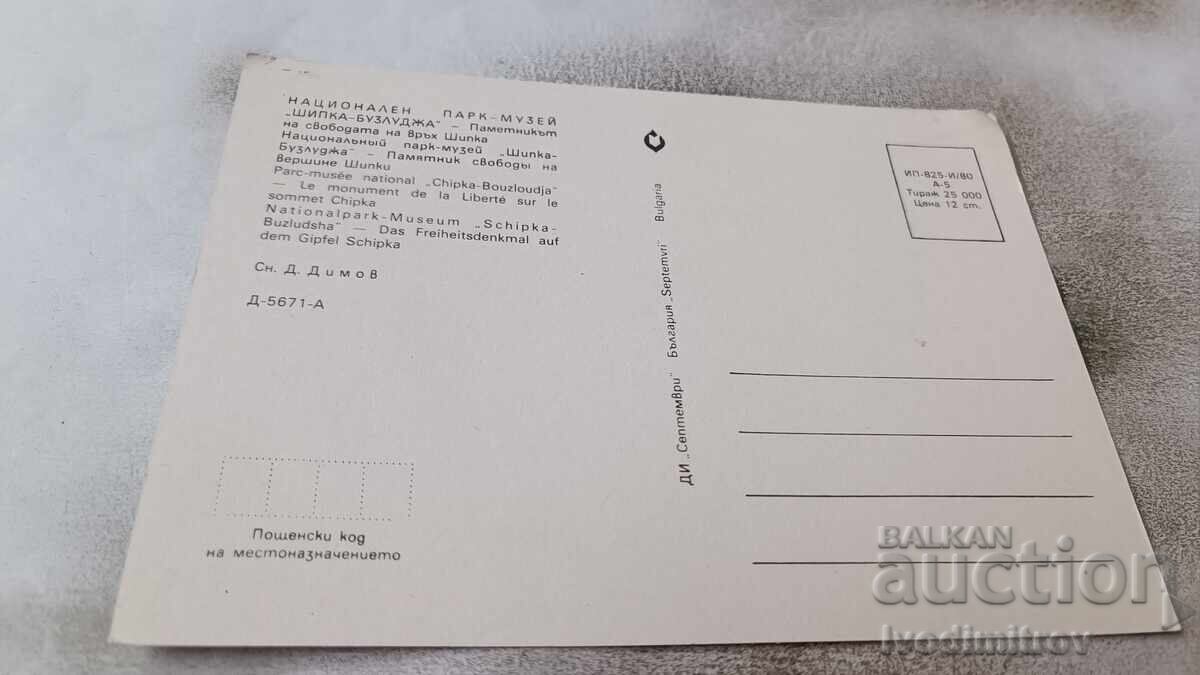 НАЦИОНАЛЕН ПАРК-МУЗЕЙ
„ШИПКА-БУЗЛУДЖА" – Паметникът
на свободата на връх Шипка
Национальный парк-музей „Шипка-
Бузлуджа" – Памятник свободы на
вершине Шипки
Parc-musée national „Chipka-Bouzloudja"
— Le monument de la Liberté sur le
sommet Chipka
Nationalpark-Museum „Schipka-
Buzludsha" — Das Freiheitsdenkmal auf
dem Gipfel Schipka
Сн. Д. Димов
Д-5671-А
Пощенски код
на местоназначението
ДИ „Септември" България „Septemvri" Bulgaria
ИП-825-И/80
А-5
Тираж 25 000
Цена 12 ст.
BALKAN
auction
Ivodimitrov